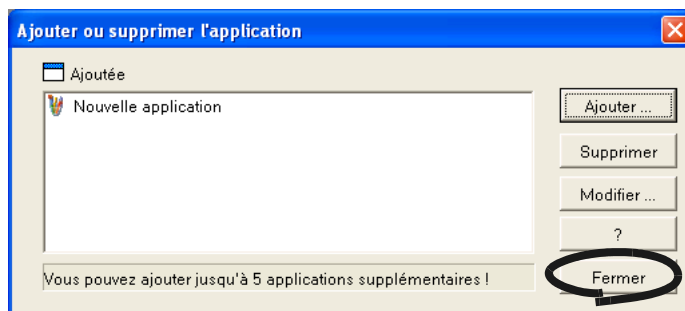 Ajouter ou supprimer l'application
Ajoutée
Nouvelle application
Ajouter ...
Supprimer
Modifier ...
?
Fermer
Vous pouvez ajouter jusqu'à 5 applications supplémentaires !